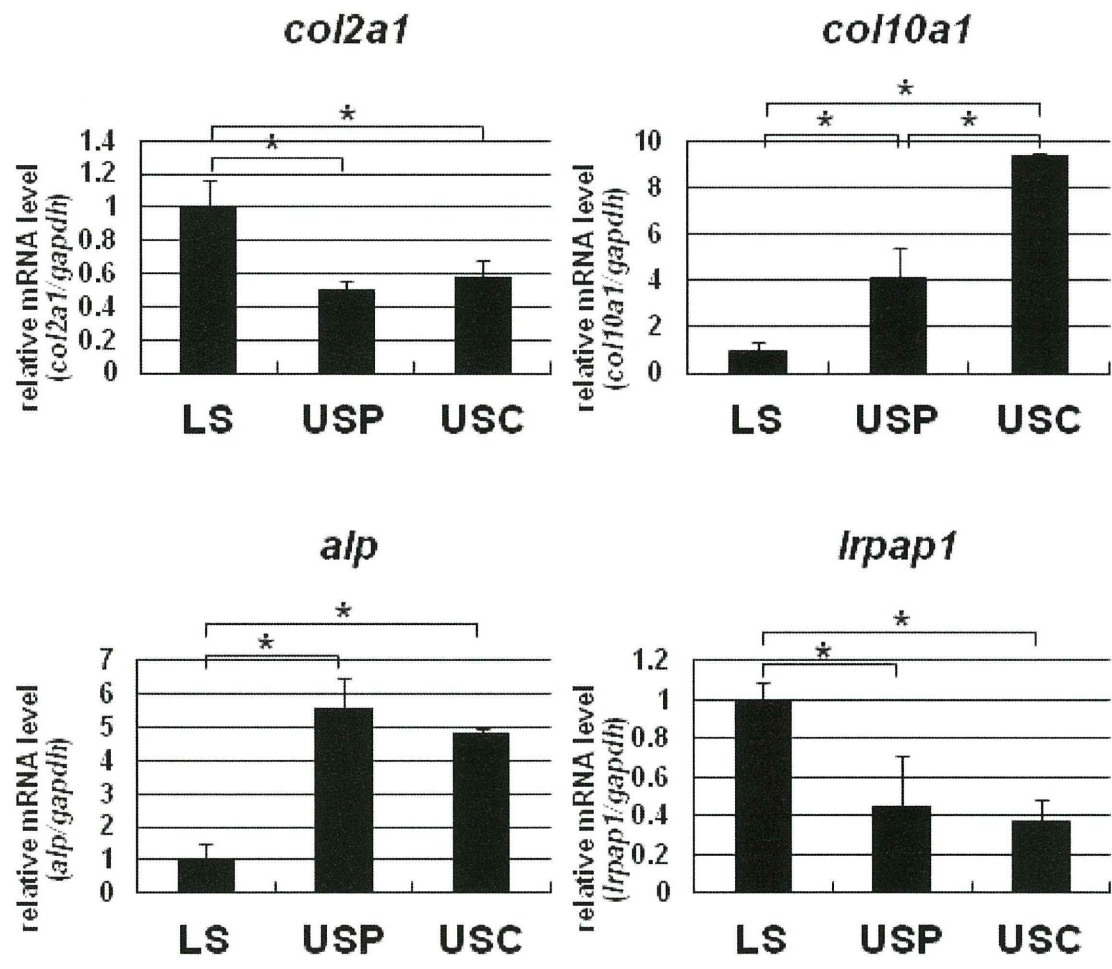 col2a1
*
*
relative mRNA level
(col2a1/gapdh)
1.4
1.2
1
0.8
0.6
0.4
0.2
0
LS USP USC
col10a1
*
* *
relative mRNA level
(col10a1/gapdh)
10
8
6
4
2
0
LS USP USC
alp
*
*
relative mRNA level
(alp/gapdh)
7
6
5
4
3
2
1
0
LS USP USC
lrpap1
*
*
relative mRNA level
(lrpap1/gapdh)
1.2
1
0.8
0.6
0.4
0.2
0
LS USP USC